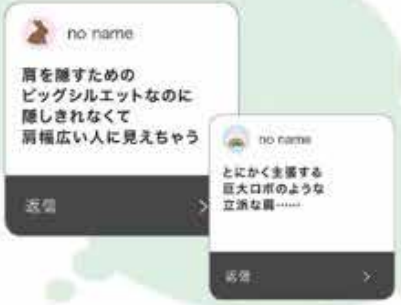 no name
肩を隠すための
ビッグシルエットなのに
隠しきれなくて
肩幅広い人に見えちゃう
返信
no name
とにかく主張する
巨大ロボのような
立派な肩……
返信